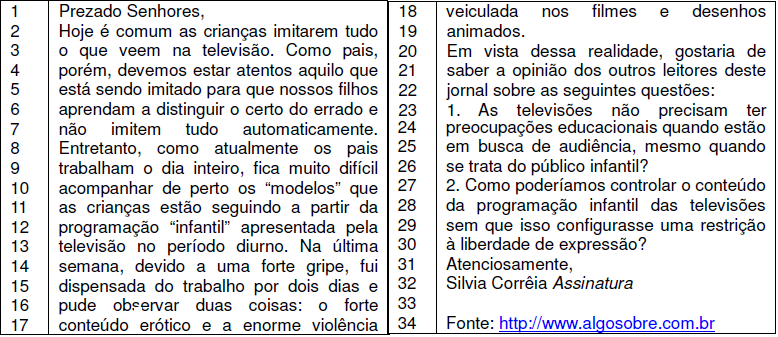 1 Prezado Senhores,
2 Hoje é comum as crianças imitarem tudo
3 o que veem na televisão. Como pais,
4 porém, devemos estar atentos aquilo que
5 está sendo imitado para que nossos filhos
6 aprendam a distinguir o certo do errado e
7 não imitem tudo automaticamente.
8 Entretanto, como atualmente os pais
9 trabalham o dia inteiro, fica muito difícil
10 acompanhar de perto os “modelos” que
11 as crianças estão seguindo a partir da
12 programação “infantil” apresentada pela
13 televisão no período diurno. Na última
14 semana, devido a uma forte gripe, fui
15 dispensada do trabalho por dois dias e
16 pude observar duas coisas: o forte
17 conteúdo erótico e a enorme violência
18 veiculada nos filmes e desenhos
19 animados.
20 Em vista dessa realidade, gostaria de
21 saber a opinião dos outros leitores deste
22 jornal sobre as seguintes questões:
23 1. As televisões não precisam ter
24 preocupações educacionais quando estão
25 em busca de audiência, mesmo quando
26 se trata do público infantil?
27 2. Como poderíamos controlar o conteúdo
28 da programação infantil das televisões
29 sem que isso configurasse uma restrição
30 à liberdade de expressão?
31 Atenciosamente,
32 Silvia Corrêia Assinatura
33
34 Fonte: http://www.algosobre.com.br